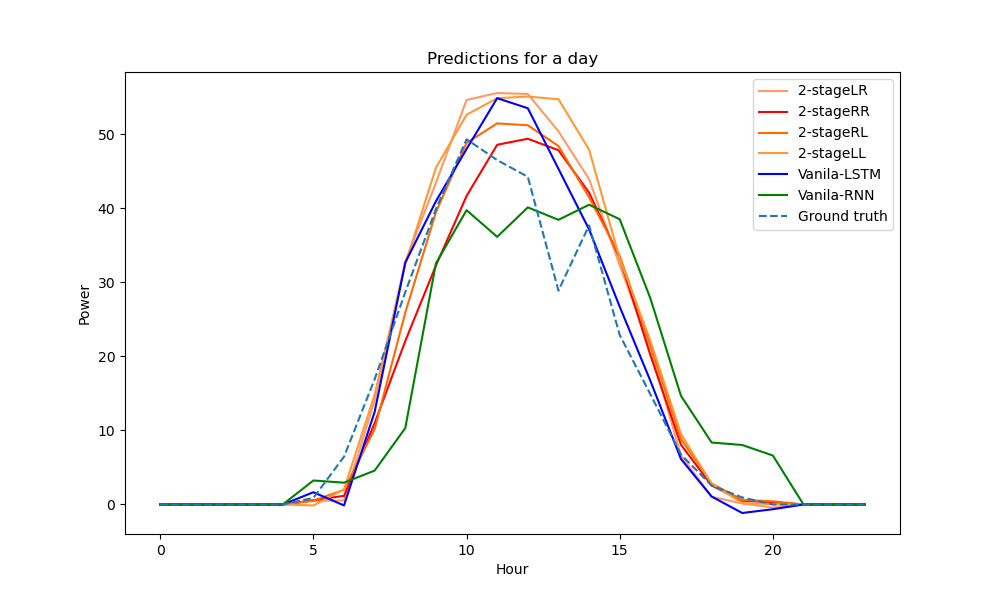 Predictions for a day
2-stageLR
2-stageRR
2-stageRL
2-stageLL
Vanila-LSTM
Vanila-RNN
Ground truth
Power
50
40
30
20
10
0
0 5 10 15 20
Hour